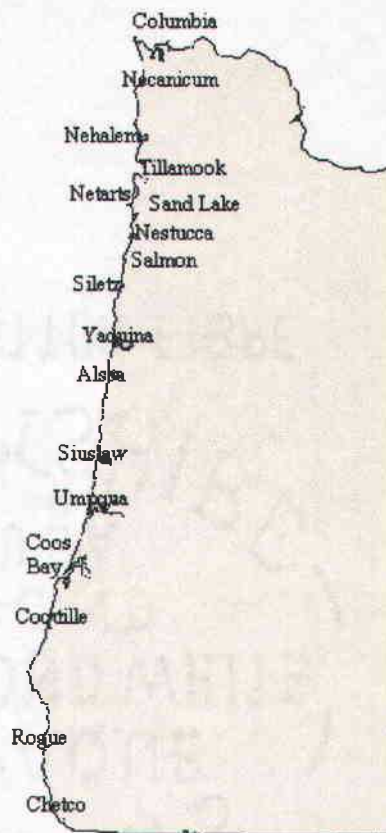 Columbia
Necanicum
Nehalem
Tillamook
Netarts
Sand Lake
Nestucca
Salmon
Siletz
Yaquina
Alsea
Siuslaw
Umpqua
Coos
Bay
Coquille
Rogue
Chetco